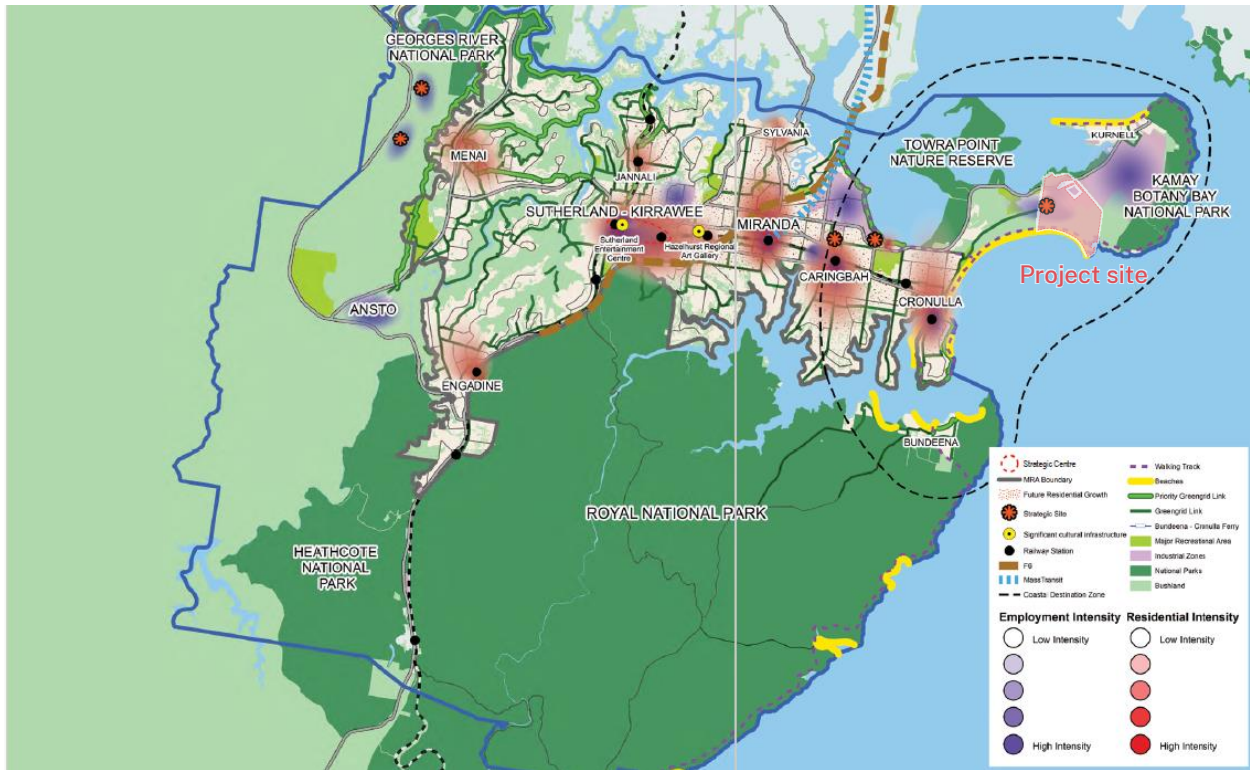 GEORGES RIVER
NATIONAL PARK
MENAI
JANNALI
SYLVANIA
TOWRA POINT
NATURE RESERVE
KURNELL
KAMAY
BOTANY BAY
NATIONAL PARK
SUTHERLAND - KIRRAWEE
Sutherland
Entertainment
Centre
Hazelhurst Regional
Art Gallery
MIRANDA
CARINGBAH
CRONULLA
Project site
ANSTO
ENGADINE
BUNDEENA
ROYAL NATIONAL PARK
HEATHCOTE
NATIONAL
PARK
Strategic Centre
MRA Boundary
Future Residential Growth
Strategic Site
Significant cultural infrastructure
Railway Station
F6
MassTransit
Coastal Destination Zone
Walking Track
Beaches
Priority Greengrid Link
Greengrid Link
Bundeena - Cronulla Ferry
Major Recreational Area
Industrial Zones
National Parks
Bushland
Employment Intensity
Low Intensity
High Intensity
Residential Intensity
Low Intensity
High Intensity